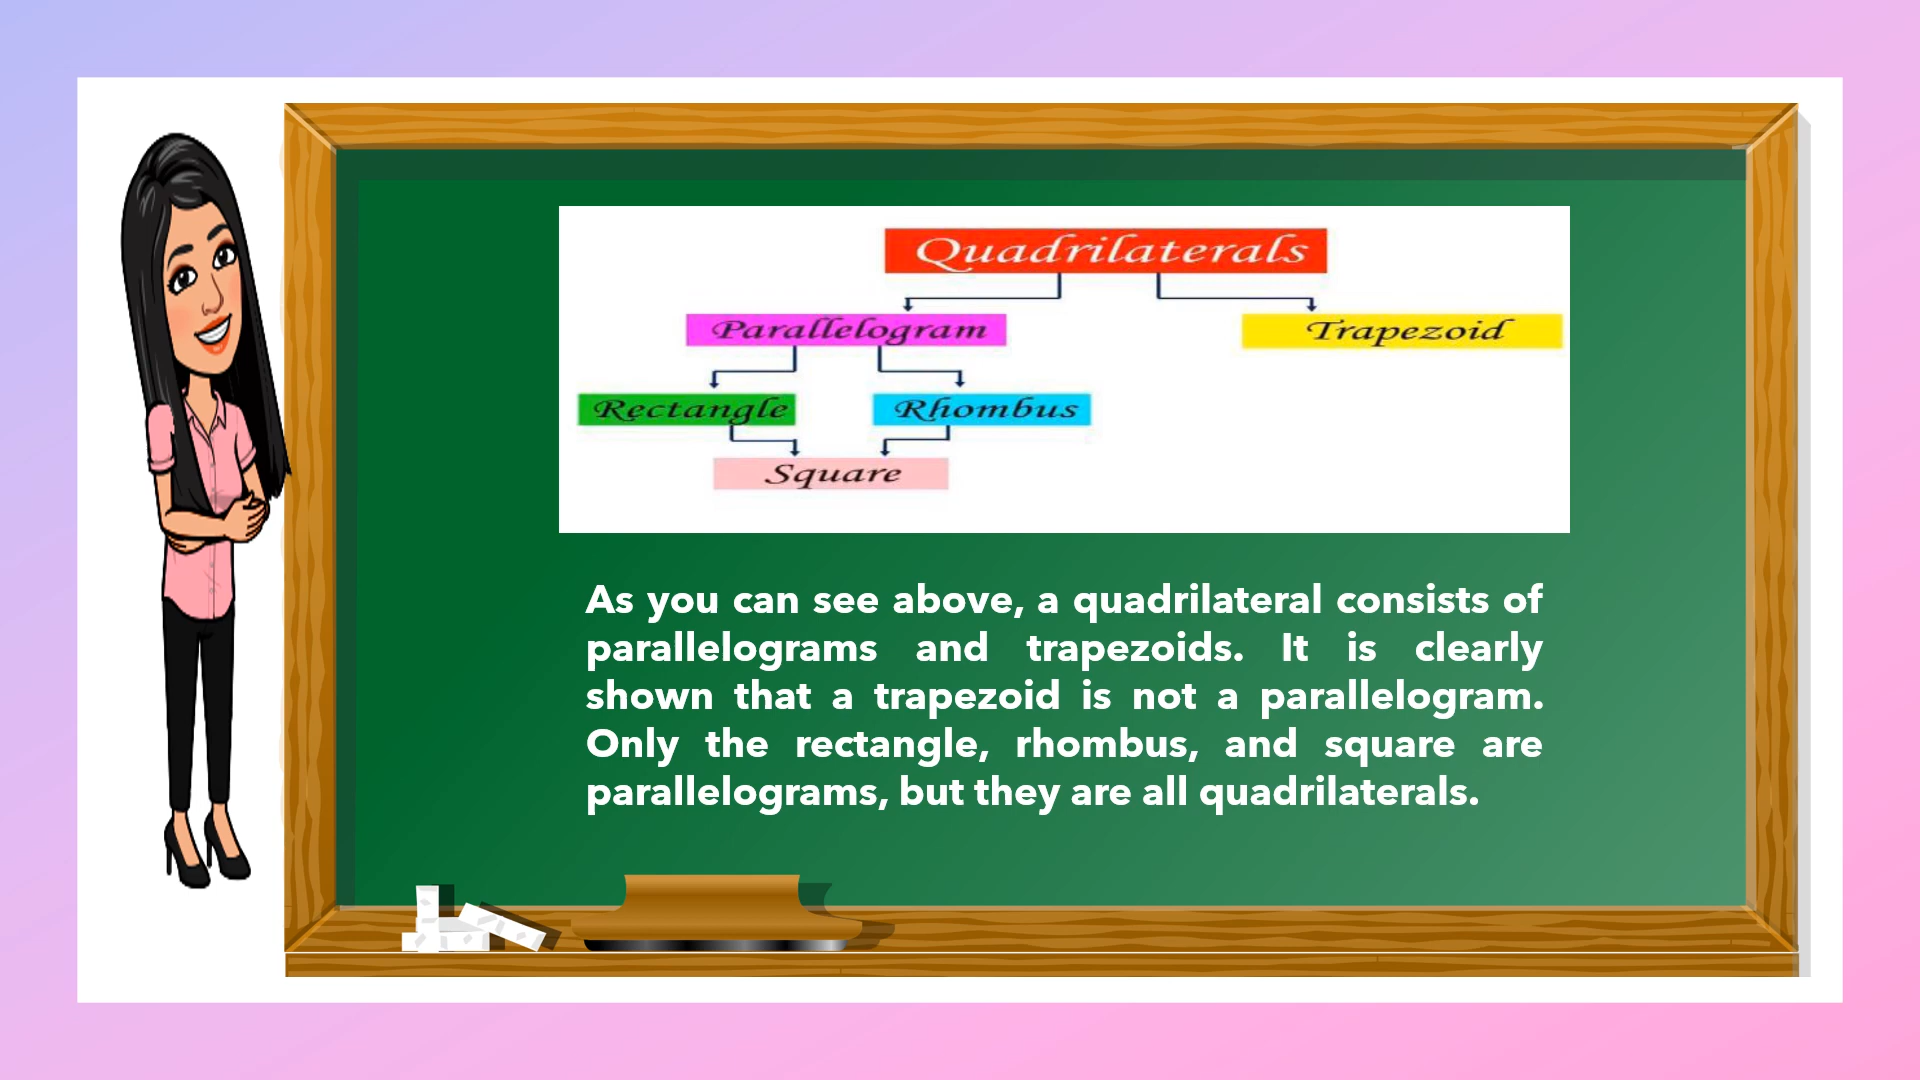 Quadrilaterals
Parallelogram
Trapezoid
Rectangle
Rhombus
Square
As you can see above, a quadrilateral consists of
parallelograms and trapezoids. It is clearly
shown that a trapezoid is not a parallelogram.
Only the rectangle, rhombus, and square are
parallelograms, but they are all quadrilaterals.